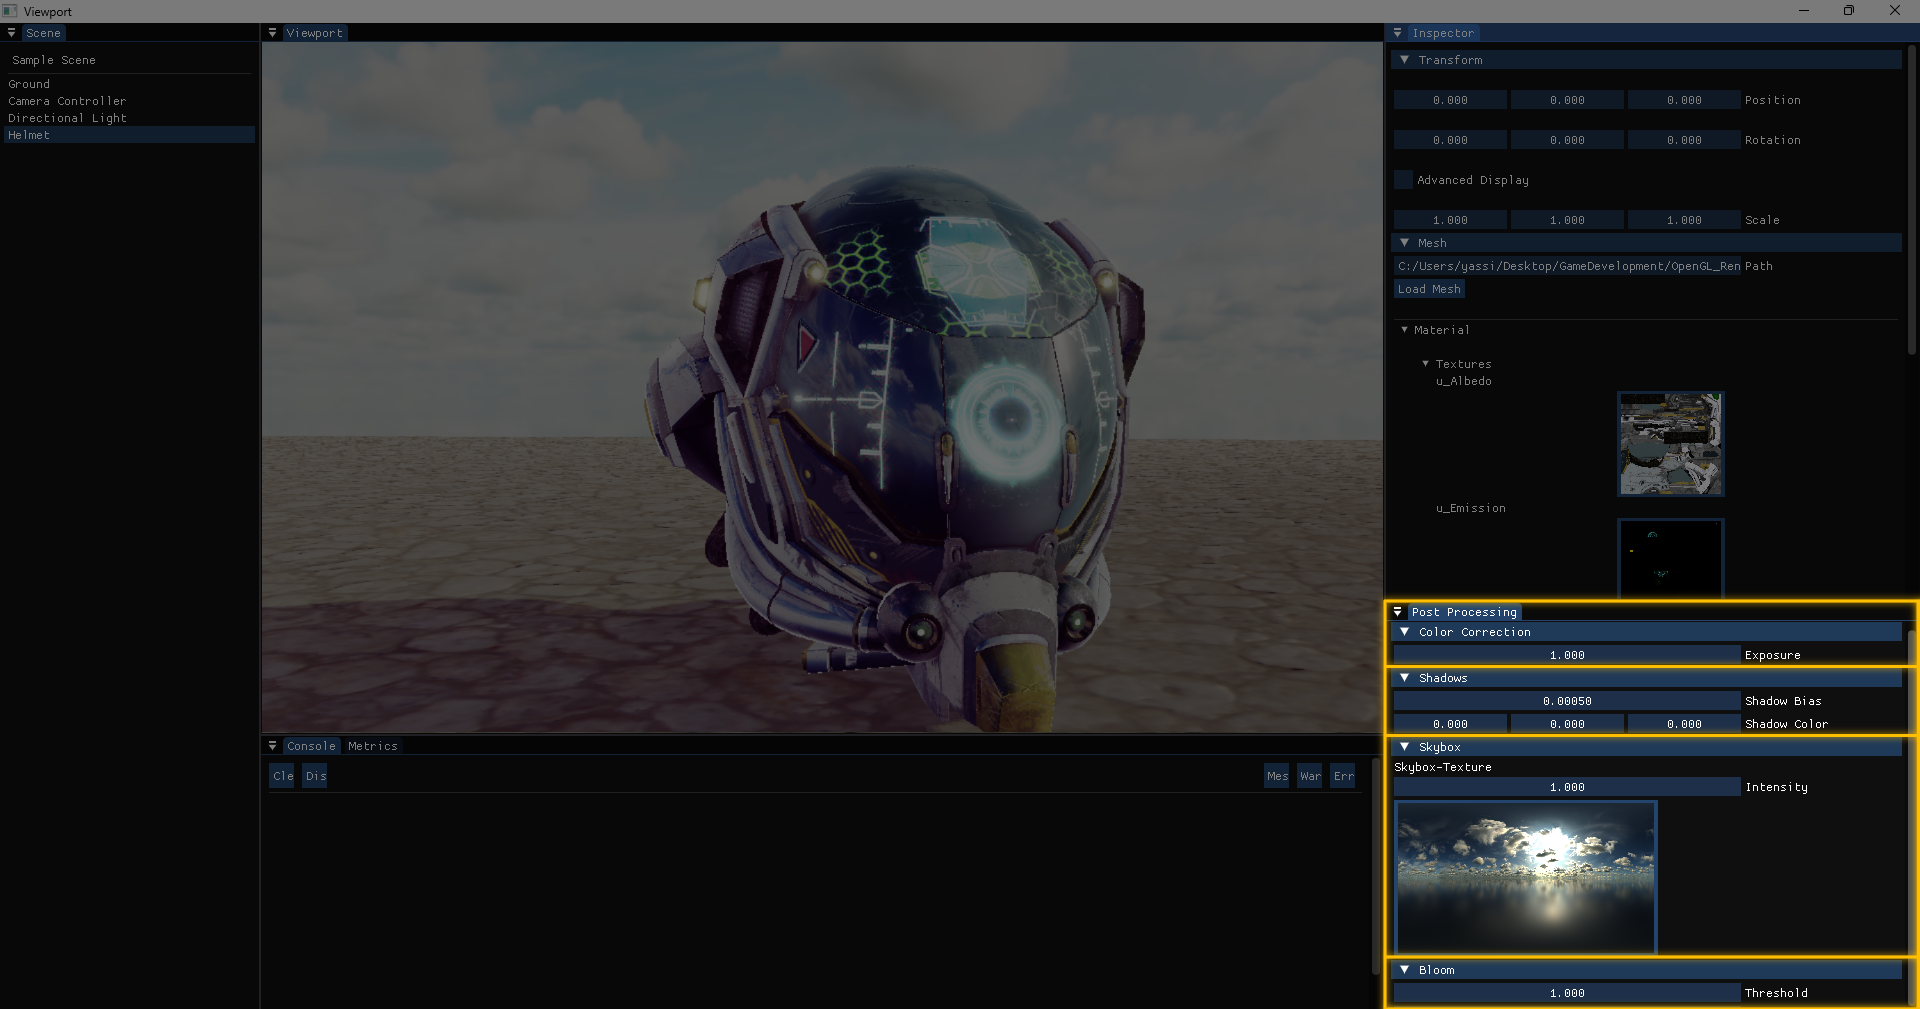 Viewport
Scene
Sample Scene
Ground
Camera Controller
Directional Light
Helmet
Viewport
Console Metrics
Cle Dis Mes War Err
Inspector
Transform
0.000 0.000 0.000 Position
0.000 0.000 0.000 Rotation
Advanced Display
1.000 1.000 1.000 Scale
Mesh
C:/Users/yassi/Desktop/GameDevelopment/OpenGL_Ren Path
Load Mesh
Material
Textures
u_Albedo
u_Emission
Post Processing
Color Correction
1.000 Exposure
Shadows
0.00050 Shadow Bias
0.000 0.000 0.000 Shadow Color
Skybox
Skybox-Texture
1.000 Intensity
Bloom
1.000 Threshold